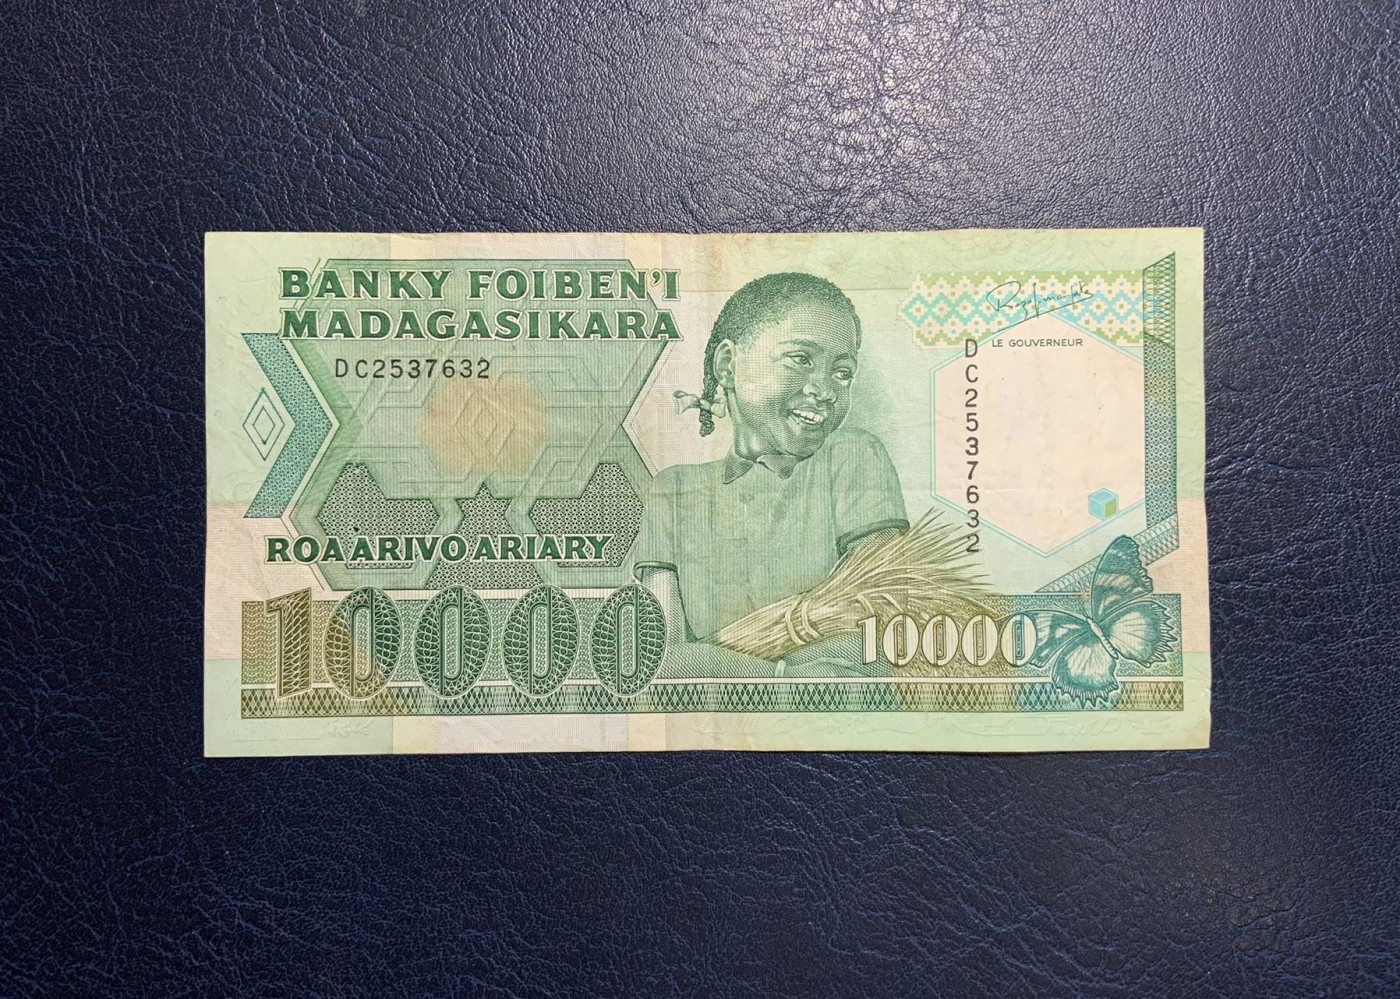 BANKY FOIBEN'I
MADAGASIKARA
DC2537632
ROA ARIVO ARIARY
10000
LE GOUVERNEUR
DC2537632
10000